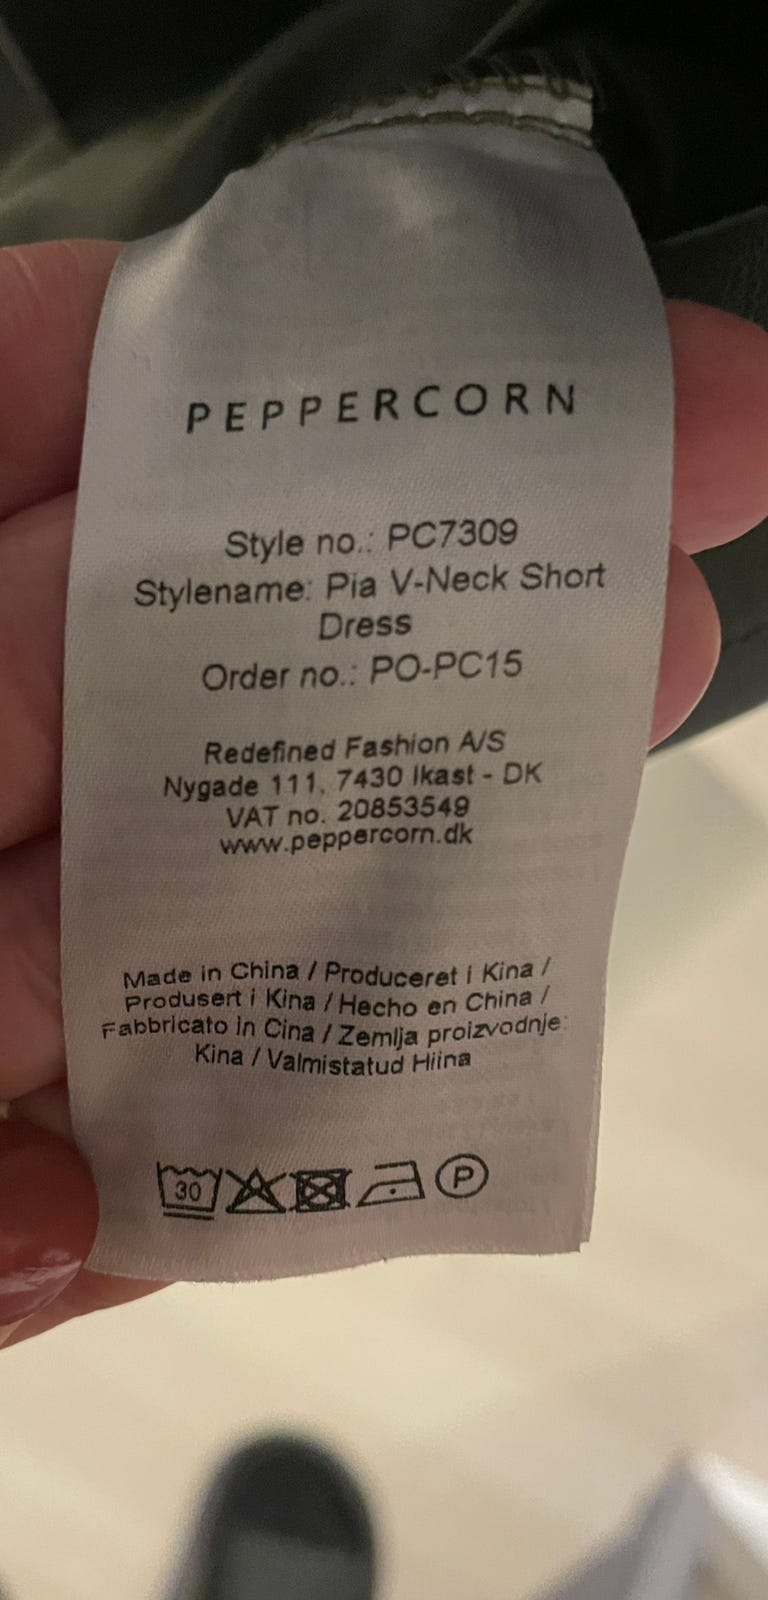 PEPPERCORN
Style no.: PC7309
Stylename: Pia V-Neck Short
Dress
Order no.: PO-PC15
Redefined Fashion A/S
Nygade 111, 7430 Ikast - DK
VAT no. 20853549
www.peppercorn.dk
Made in China / Produceret i Kina /
Produsert i Kina / Hecho en China /
Fabbricato in Cina / Zemlja proizvodnje:
Kina / Valmistatud Hiina
30
P